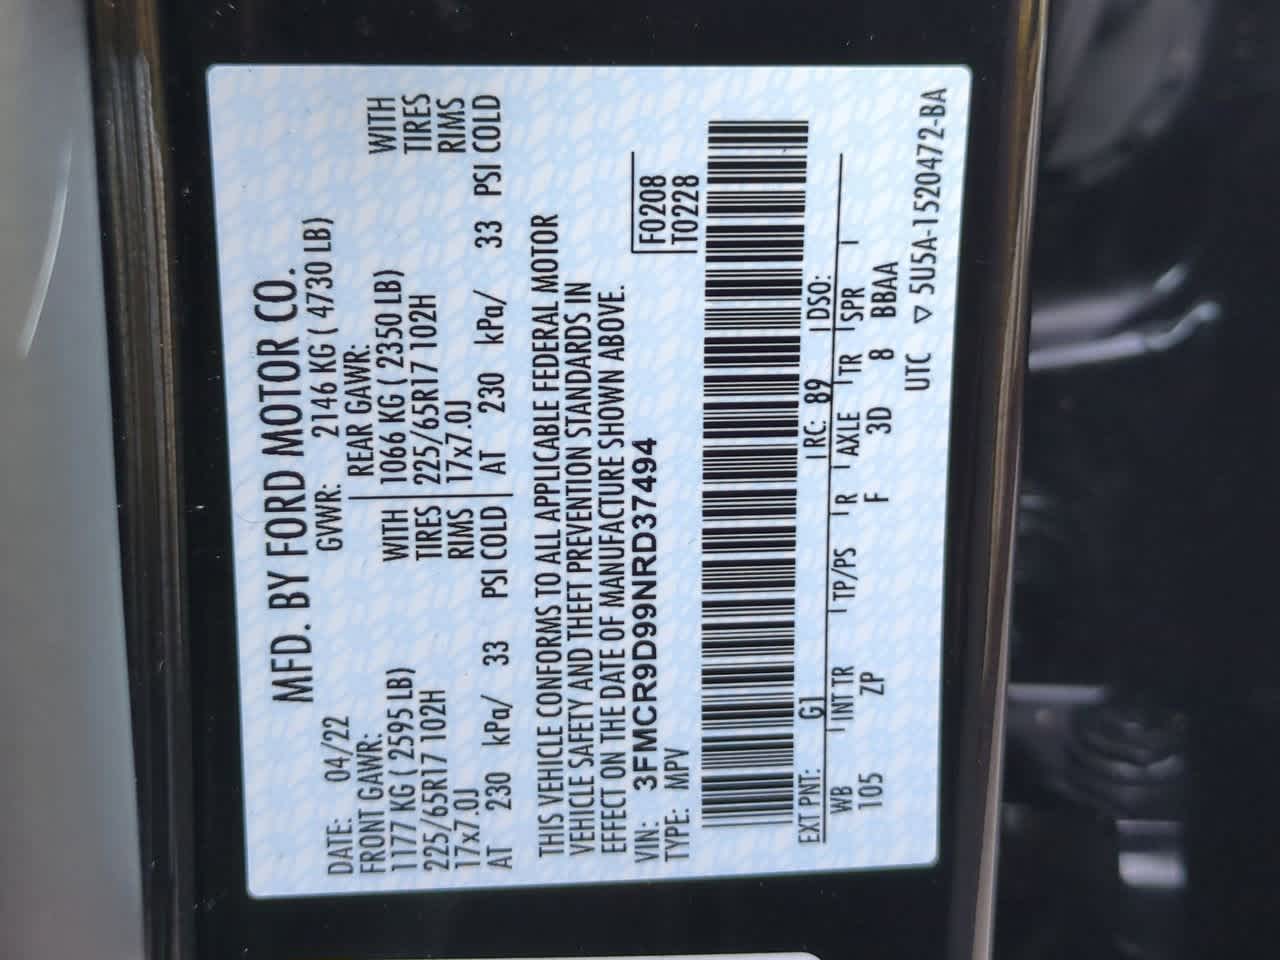 MFD. BY FORD MOTOR CO.
DATE: 04/22 GVWR: 2146 KG ( 4730 LB)
FRONT GAWR: REAR GAWR:
1177 KG ( 2595 LB) WITH 1066 KG ( 2350 LB) WITH
225/65R17 102H TIRES 225/65R17 102H TIRES
17x7.0J RIMS 17x7.0J RIMS
AT 230 kPa/ 33 PSI COLD AT 230 kPa/ 33 PSI COLD
THIS VEHICLE CONFORMS TO ALL APPLICABLE FEDERAL MOTOR
VEHICLE SAFETY AND THEFT PREVENTION STANDARDS IN
EFFECT ON THE DATE OF MANUFACTURE SHOWN ABOVE.
VIN: 3FMCR9D99NRD37494 F0208
TYPE: MPV T0228
EXT PNT: G1 RC: 89 DSO:
WB INT TR TP/PS R AXLE TR SPR
105 ZP F 3D 8 BBAA
UTC ▽ 5U5A-1520472-BA